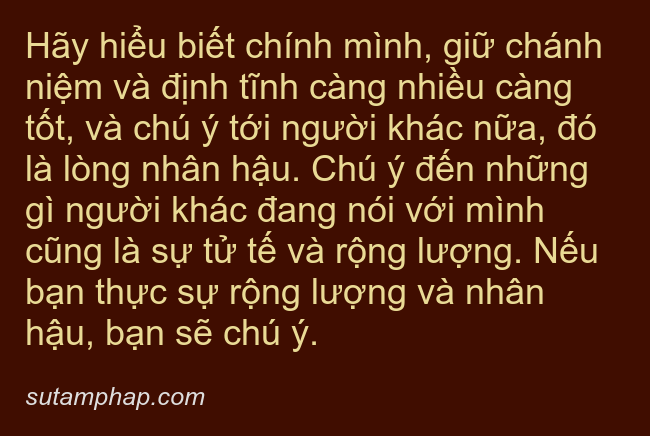 Hãy hiểu biết chính mình, giữ chánh
niệm và định tĩnh càng nhiều càng
tốt, và chú ý tới người khác nữa, đó
là lòng nhân hậu. Chú ý đến những
gì người khác đang nói với mình
cũng là sự tử tế và rộng lượng. Nếu
bạn thực sự rộng lượng và nhân
hậu, bạn sẽ chú ý.
sutamphap.com